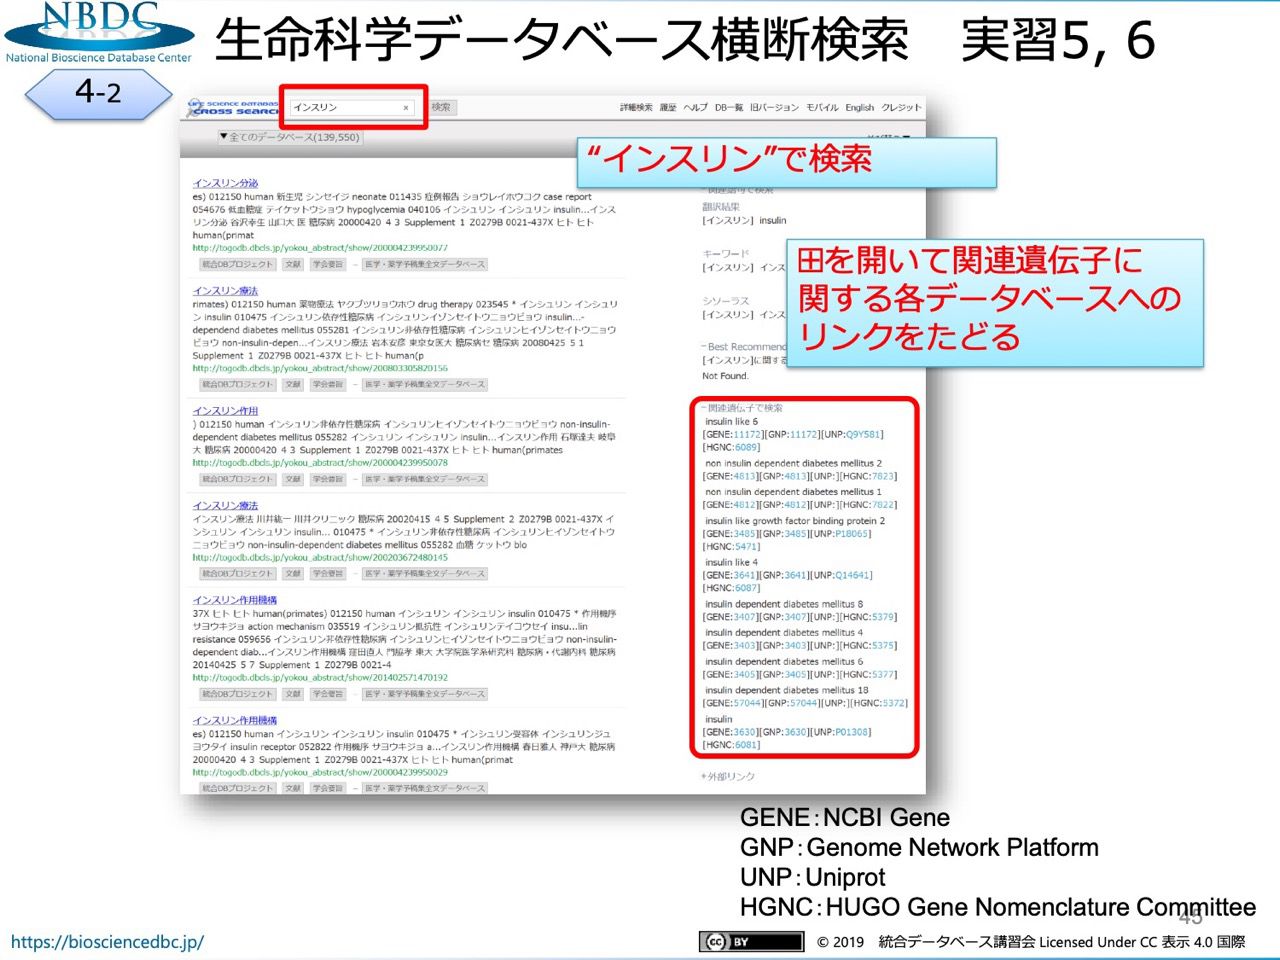 NBDC
National Bioscience Database Center
生命科学データベース横断検索　実習5, 6
4-2
LIFE SCIENCE DATABASE
CROSS SEARCH
インスリン
×
検索
詳細検索 履歴 ヘルプ DB一覧 旧バージョン モバイル English クレジット
▼全てのデータベース(139,550)
“インスリン”で検索
インスリン分泌
es) 012150 human 新生児 シンセイジ neonate 011435 症例報告 ショウレイホウコク case report
054676 低血糖症 テイケットウショウ hypoglycemia 040106 インシュリン インシュリン insulin...インス
リン分泌 谷沢幸生 山口大 医 糖尿病 20000420 4 3 Supplement 1 Z0279B 0021-437X ヒト ヒト
human(primat
http://togodb.dbcls.jp/yokou_abstract/show/200004239950077
統合DBプロジェクト 文献 学会要旨 － 医学・薬学予稿集全文データベース
インスリン療法
rimates) 012150 human 薬物療法 ヤクブツリョウホウ drug therapy 023545 * インシュリン インシュリ
ン insulin 010475 インシュリン依存性糖尿病 インシュリンイゾンセイトウニョウビョウ insulin...-
dependend diabetes mellitus 055281 インシュリン非依存性糖尿病 インシュリンヒイゾンセイトウニョウ
ビョウ non-insulin-depen...インスリン療法 岩本安彦 東京女医大 糖尿病セ 糖尿病 20080425 5 1
Supplement 1 Z0279B 0021-437X ヒト ヒト human(p
http://togodb.dbcls.jp/yokou_abstract/show/200803305820156
統合DBプロジェクト 文献 学会要旨 － 医学・薬学予稿集全文データベース
インスリン作用
) 012150 human インシュリン非依存性糖尿病 インシュリンヒイゾンセイトウニョウビョウ non-insulin-
dependent diabetes mellitus 055282 インシュリン インシュリン insulin...インスリン作用 石塚達夫 岐阜
大 糖尿病 20000420 4 3 Supplement 1 Z0279B 0021-437X ヒト ヒト human(primates
http://togodb.dbcls.jp/yokou_abstract/show/200004239950078
統合DBプロジェクト 文献 学会要旨 － 医学・薬学予稿集全文データベース
インスリン療法
インスリン療法 川井紘一 川井クリニック 糖尿病 20020415 4 5 Supplement 2 Z0279B 0021-437X イ
ンシュリン インシュリン insulin... 010475 * インシュリン非依存性糖尿病 インシュリンヒイゾンセイトウ
ニョウビョウ non-insulin-dependent diabetes mellitus 055282 血糖 ケットウ blo
http://togodb.dbcls.jp/yokou_abstract/show/200203672480145
統合DBプロジェクト 文献 学会要旨 － 医学・薬学予稿集全文データベース
インスリン作用機構
37X ヒト ヒト human(primates) 012150 human インシュリン インシュリン insulin 010475 * 作用機序
サヨウキジョ action mechanism 035519 インシュリン抵抗性 インシュリンテイコウセイ insu...lin
resistance 059656 インシュリン非依存性糖尿病 インシュリンヒイゾンセイトウニョウビョウ non-insulin-
dependent diab...インスリン作用機構 窪田直人 門脇孝 東大 大学院医学系研究科 糖尿病・代謝内科 糖尿病
20140425 5 7 Supplement 1 Z0279B 0021-4
http://togodb.dbcls.jp/yokou_abstract/show/201402571470192
統合DBプロジェクト 文献 学会要旨 － 医学・薬学予稿集全文データベース
インスリン作用機構
es) 012150 human インシュリン インシュリン insulin 010475 * インシュリン受容体 インシュリンジュ
ヨウタイ insulin receptor 052822 作用機序 サヨウキジョ a...インスリン作用機構 春日雅人 神戸大 糖尿病
20000420 4 3 Supplement 1 Z0279B 0021-437X ヒト ヒト human(primat
http://togodb.dbcls.jp/yokou_abstract/show/200004239950029
統合DBプロジェクト 文献 学会要旨 － 医学・薬学予稿集全文データベース
翻訳結果
[インスリン] insulin
キーワード
[インスリン] インス
シソーラス
[インスリン] インス
－Best Recommend
[インスリン]に関す
Not Found.
田を開いて関連遺伝子に
関する各データベースへの
リンクをたどる
－関連遺伝子で検索
insulin like 6
[GENE:11172][GNP:11172][UNP:Q9Y581]
[HGNC:6089]
non insulin dependent diabetes mellitus 2
[GENE:4813][GNP:4813][UNP:][HGNC:7823]
non insulin dependent diabetes mellitus 1
[GENE:4812][GNP:4812][UNP:][HGNC:7822]
insulin like growth factor binding protein 2
[GENE:3485][GNP:3485][UNP:P18065]
[HGNC:5471]
insulin like 4
[GENE:3641][GNP:3641][UNP:Q14641]
[HGNC:6087]
insulin dependent diabetes mellitus 8
[GENE:3407][GNP:3407][UNP:][HGNC:5379]
insulin dependent diabetes mellitus 4
[GENE:3403][GNP:3403][UNP:][HGNC:5375]
insulin dependent diabetes mellitus 6
[GENE:3405][GNP:3405][UNP:][HGNC:5377]
insulin dependent diabetes mellitus 18
[GENE:57044][GNP:57044][UNP:][HGNC:5372]
insulin
[GENE:3630][GNP:3630][UNP:P01308]
[HGNC:6081]
+外部リンク
GENE：NCBI Gene
GNP：Genome Network Platform
UNP：Uniprot
HGNC：HUGO Gene Nomenclature Committee
45
https://biosciencedbc.jp/
cc BY
© 2019　統合データベース講習会 Licensed Under CC 表示 4.0 国際